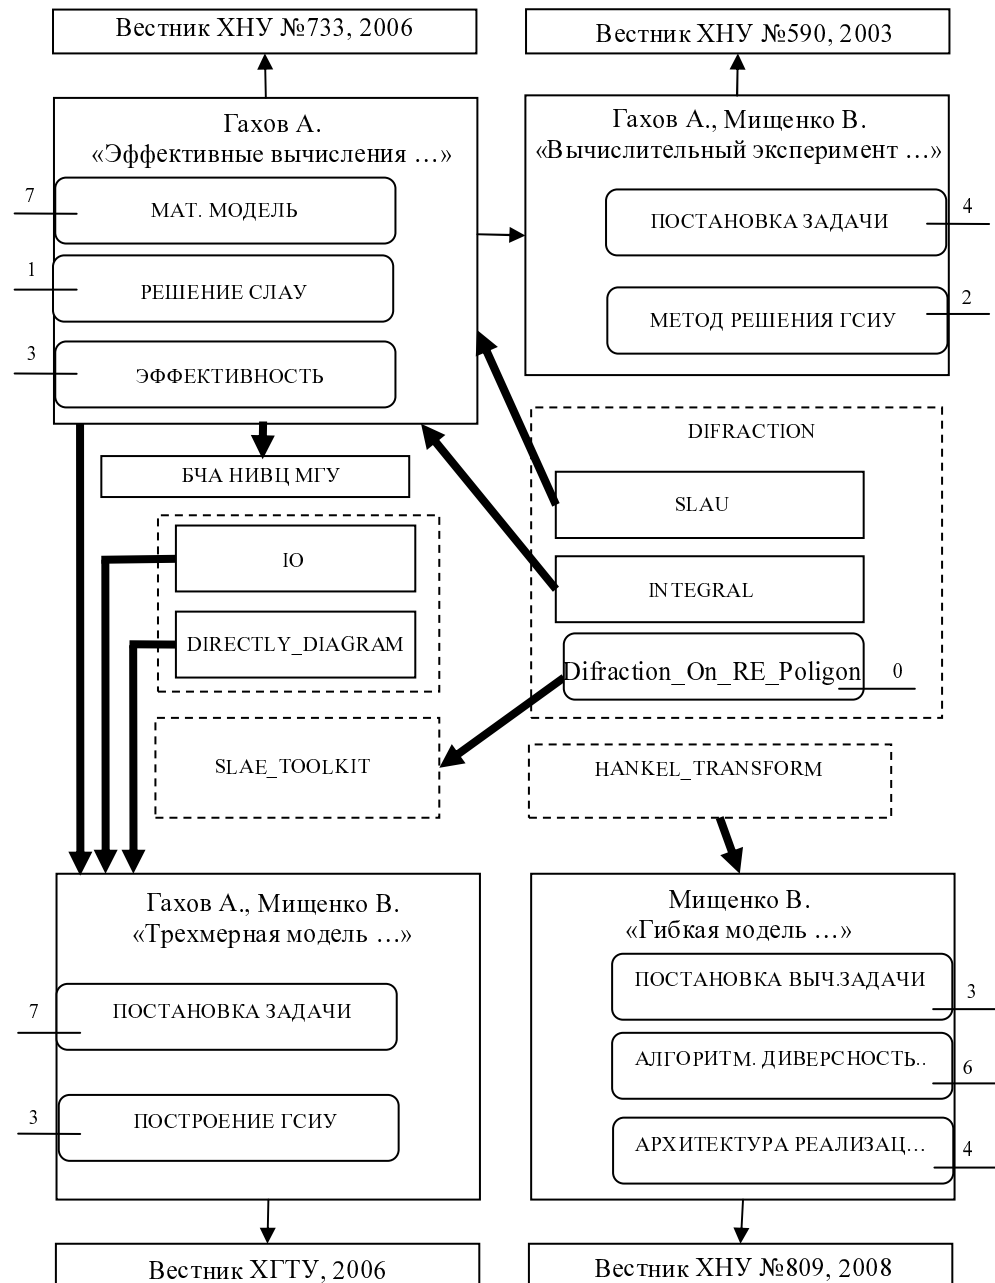 Вестник ХНУ №733, 2006
Вестник ХНУ №590, 2003
Гахов А.
«Эффективные вычисления …»
7
МАТ. МОДЕЛЬ
1
РЕШЕНИЕ СЛАУ
3
ЭФФЕКТИВНОСТЬ
Гахов А., Мищенко В.
«Вычислительный эксперимент …»
ПОСТАНОВКА ЗАДАЧИ
4
МЕТОД РЕШЕНИЯ ГСИУ
2
БЧА НИВЦ МГУ
IO
DIRECTLY_DIAGRAM
SLAE_TOOLKIT
DIFRACTION
SLAU
INTEGRAL
Difraction_On_RE_Poligon
0
HANKEL_TRANSFORM
Гахов А., Мищенко В.
«Трехмерная модель …»
7
ПОСТАНОВКА ЗАДАЧИ
3
ПОСТРОЕНИЕ ГСИУ
Мищенко В.
«Гибкая модель …»
ПОСТАНОВКА ВЫЧ.ЗАДАЧИ
3
АЛГОРИТМ. ДИВЕРСНОСТЬ..
6
АРХИТЕКТУРА РЕАЛИЗАЦ…
4
Вестник ХГТУ, 2006
Вестник ХНУ №809, 2008